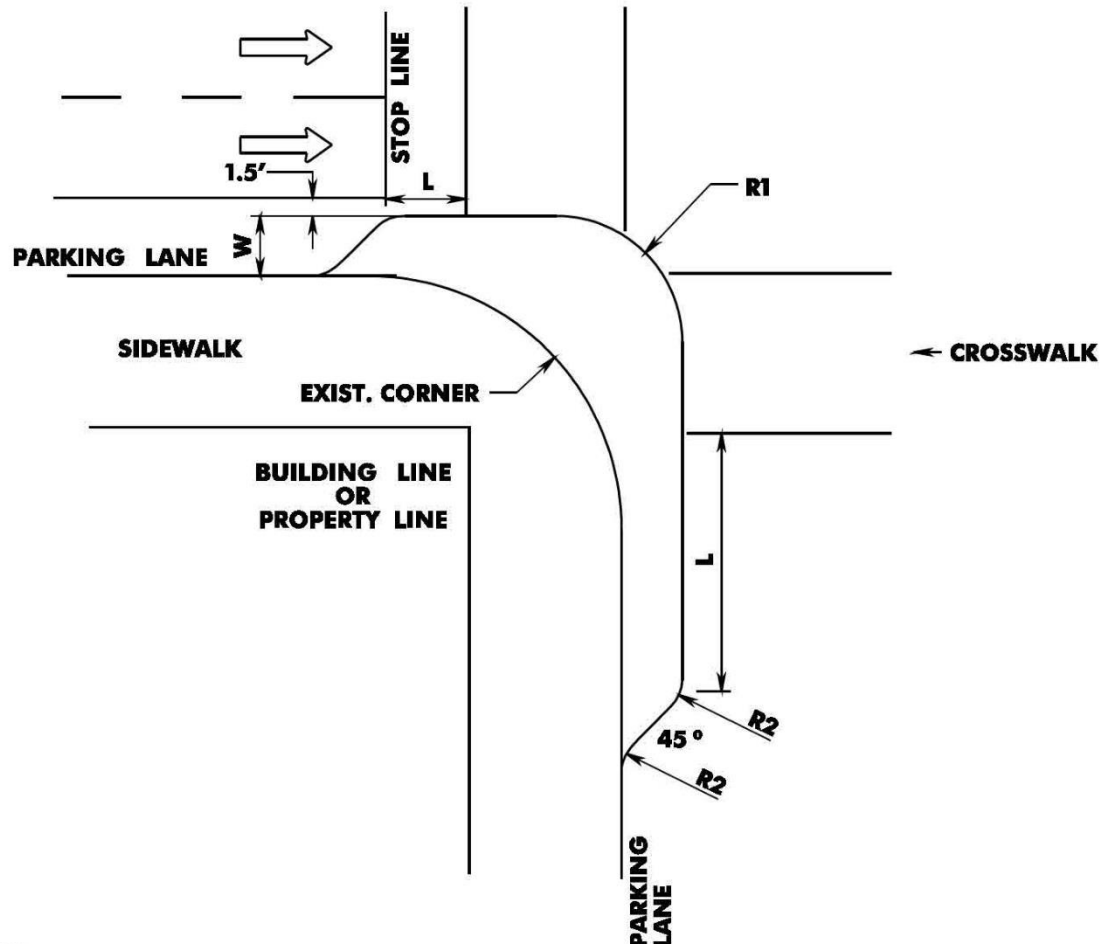 STOP LINE
1.5'
L
R1
W
PARKING LANE
SIDEWALK
CROSSWALK
EXIST. CORNER
BUILDING LINE
OR
PROPERTY LINE
L
R2
45°
R2
PARKING
LANE